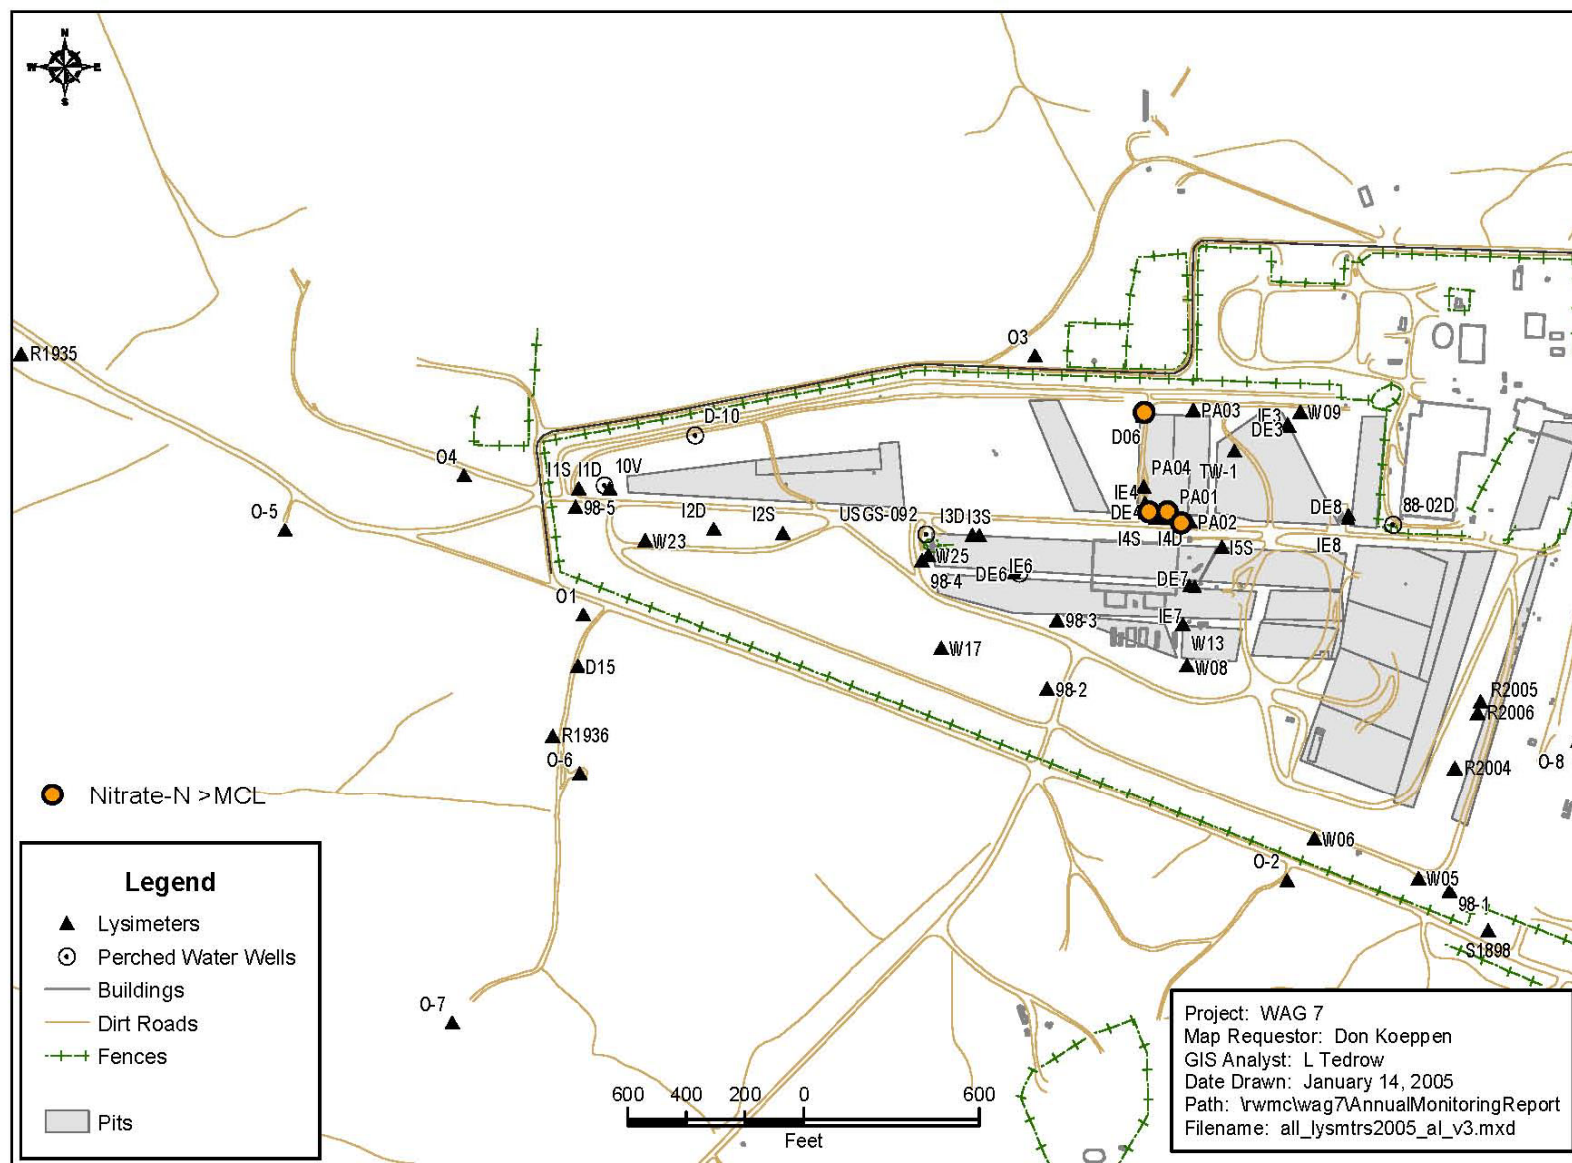 N
W E
S
O3
R1935
D-10
PA03
IE3
W09
DE3
D06
O4
I1S I1D 10V
PA04 TW-1
IE4
PA01
98-5
I2D I2S
USGS-092
I3D I3S
DE4
PA02
DE8
88-02D
O-5
W23
I4S I4D
I5S
IE8
W25
98-4
DE6
IE6
DE7
O1
98-3
IE7
W13
W17
W08
D15
98-2
R2005
R2006
R1936
O-6
R2004
O-8
Nitrate-N >MCL
W06
O-2
W05
98-1
S1898
O-7
Legend
Lysimeters
Perched Water Wells
Buildings
Dirt Roads
Fences
Pits
600 400 200 0 600
Feet
Project: WAG 7
Map Requestor: Don Koeppen
GIS Analyst: L Tedrow
Date Drawn: January 14, 2005
Path: \rwmc\wag7\AnnualMonitoringReport
Filename: all_lysmtrs2005_al_v3.mxd